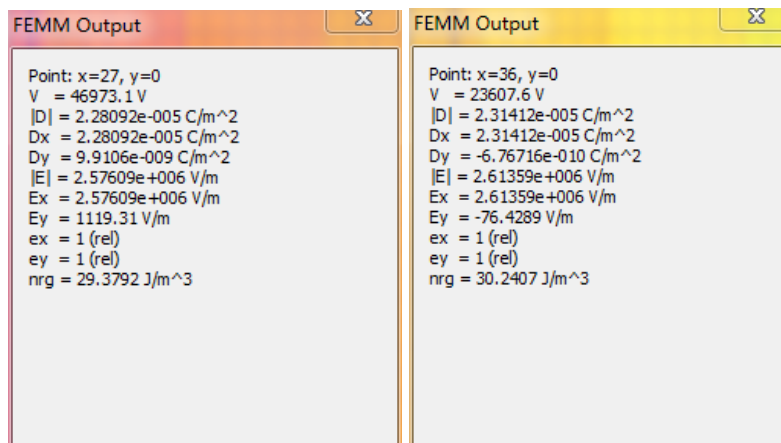 FEMM Output
Point: x=27, y=0
V = 46973.1 V
|D| = 2.28092e-005 C/m^2
Dx = 2.28092e-005 C/m^2
Dy = 9.9106e-009 C/m^2
|E| = 2.57609e+006 V/m
Ex = 2.57609e+006 V/m
Ey = 1119.31 V/m
ex = 1 (rel)
ey = 1 (rel)
nrg = 29.3792 J/m^3
FEMM Output
Point: x=36, y=0
V = 23607.6 V
|D| = 2.31412e-005 C/m^2
Dx = 2.31412e-005 C/m^2
Dy = -6.76716e-010 C/m^2
|E| = 2.61359e+006 V/m
Ex = 2.61359e+006 V/m
Ey = -76.4289 V/m
ex = 1 (rel)
ey = 1 (rel)
nrg = 30.2407 J/m^3